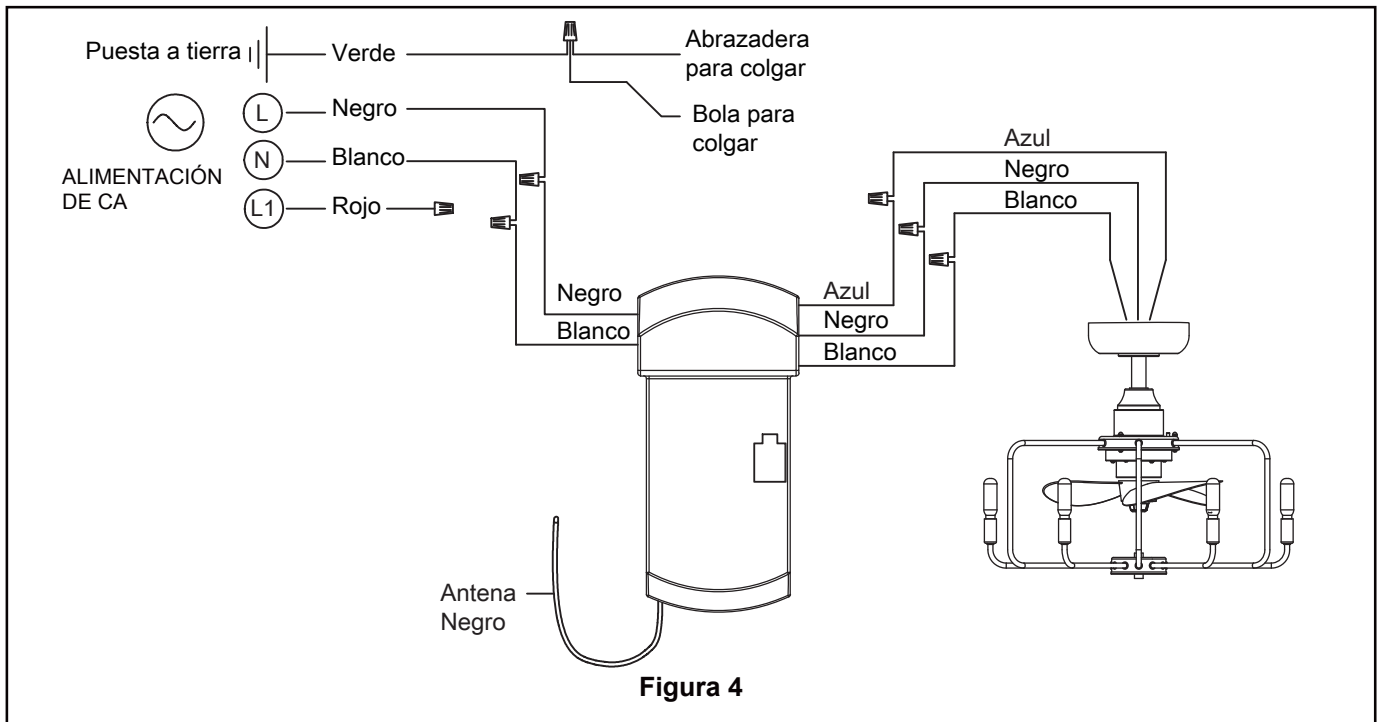 Puesta a tierra
Verde
Abrazadera
para colgar
Bola para
colgar
L
Negro
N
Blanco
ALIMENTACIÓN
DE CA
L1
Rojo
Azul
Negro
Blanco
Negro
Blanco
Azul
Negro
Blanco
Antena
Negro
Figura 4